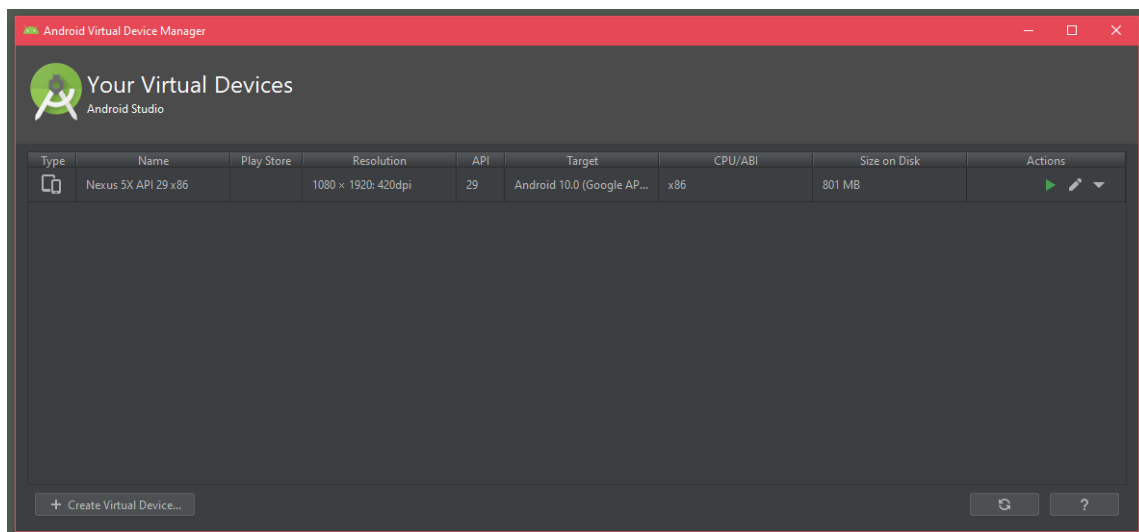 Android Virtual Device Manager
Your Virtual Devices
Android Studio
Type Name Play Store Resolution API Target CPU/ABI Size on Disk Actions
Nexus 5X API 29 x86 1080 × 1920: 420dpi 29 Android 10.0 (Google AP... x86 801 MB
+ Create Virtual Device...
?